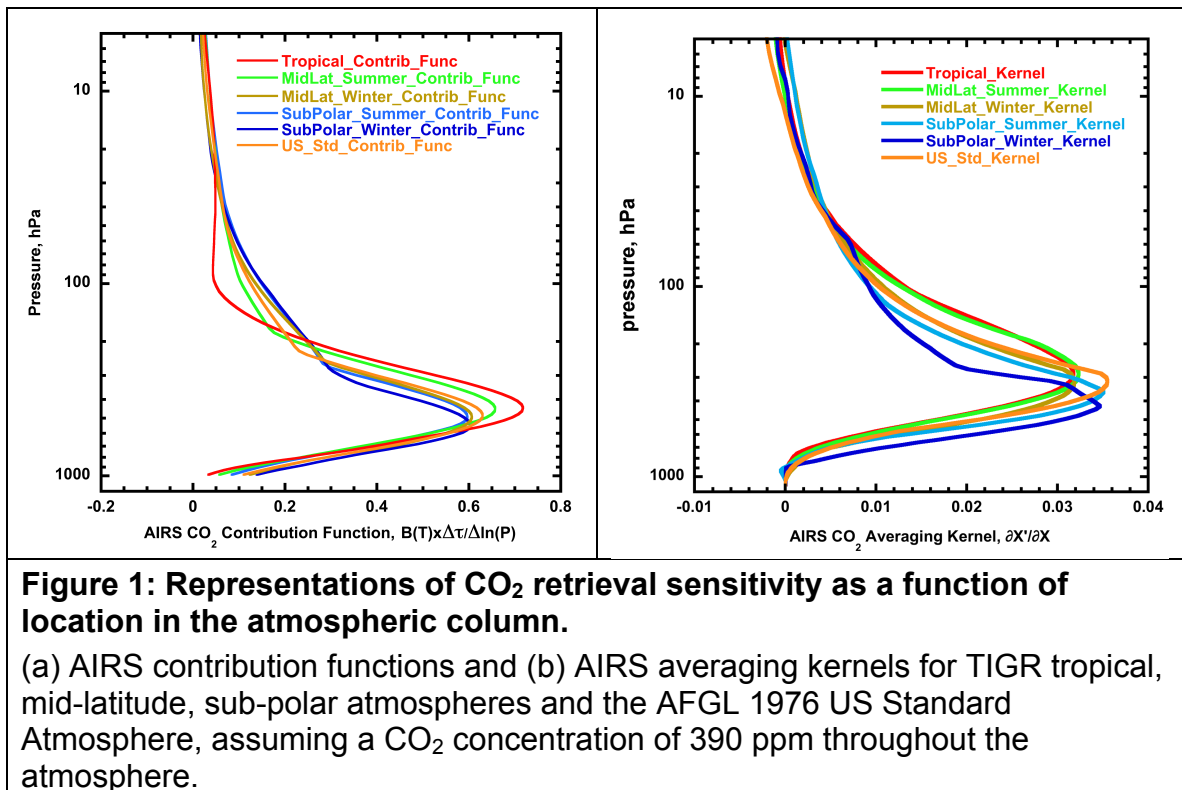 Tropical_Contrib_Func
MidLat_Summer_Contrib_Func
MidLat_Winter_Contrib_Func
SubPolar_Summer_Contrib_Func
SubPolar_Winter_Contrib_Func
US_Std_Contrib_Func
10
100
1000
Pressure, hPa
-0.2 0 0.2 0.4 0.6 0.8
AIRS CO₂ Contribution Function, B(T)xΔτ/Δln(P)
Tropical_Kernel
MidLat_Summer_Kernel
MidLat_Winter_Kernel
SubPolar_Summer_Kernel
SubPolar_Winter_Kernel
US_Std_Kernel
10
100
1000
pressure, hPa
-0.01 0 0.01 0.02 0.03 0.04
AIRS CO₂ Averaging Kernel, ∂X'/∂X
Figure 1: Representations of CO₂ retrieval sensitivity as a function of
location in the atmospheric column.
(a) AIRS contribution functions and (b) AIRS averaging kernels for TIGR tropical,
mid-latitude, sub-polar atmospheres and the AFGL 1976 US Standard
Atmosphere, assuming a CO₂ concentration of 390 ppm throughout the
atmosphere.